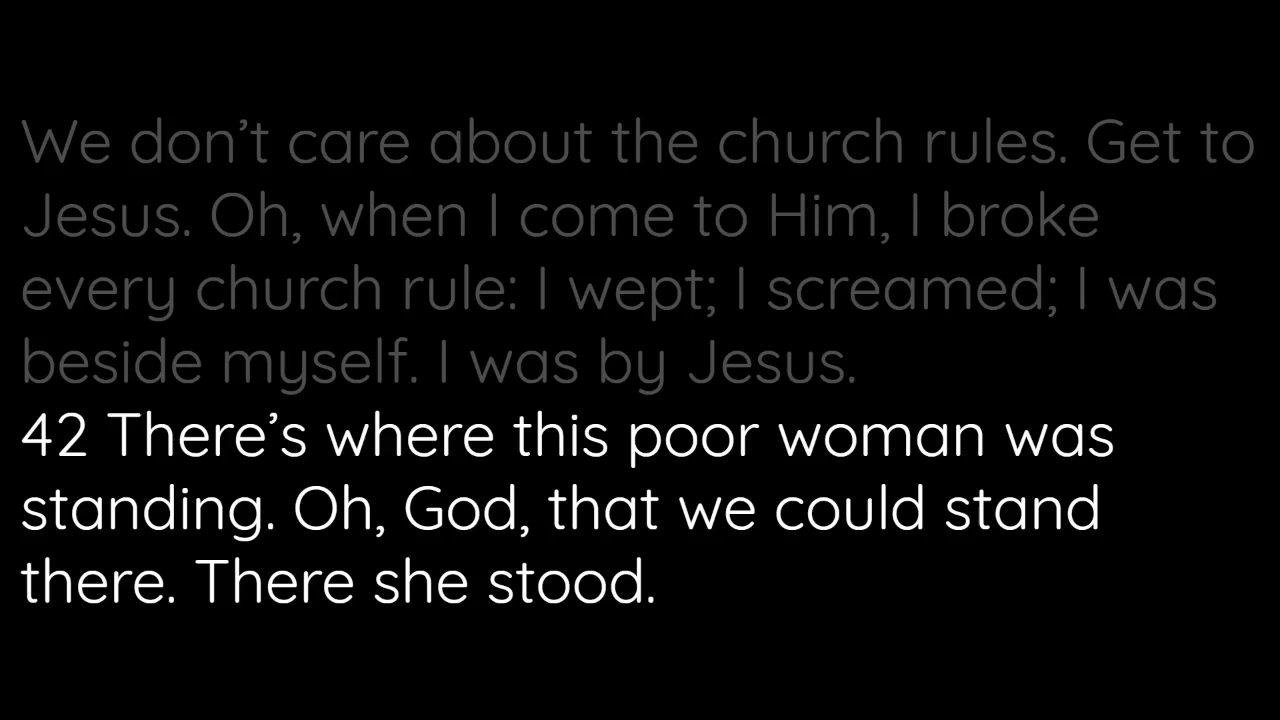 We don’t care about the church rules. Get to
Jesus. Oh, when I come to Him, I broke
every church rule: I wept; I screamed; I was
beside myself. I was by Jesus.
42 There’s where this poor woman was
standing. Oh, God, that we could stand
there. There she stood.